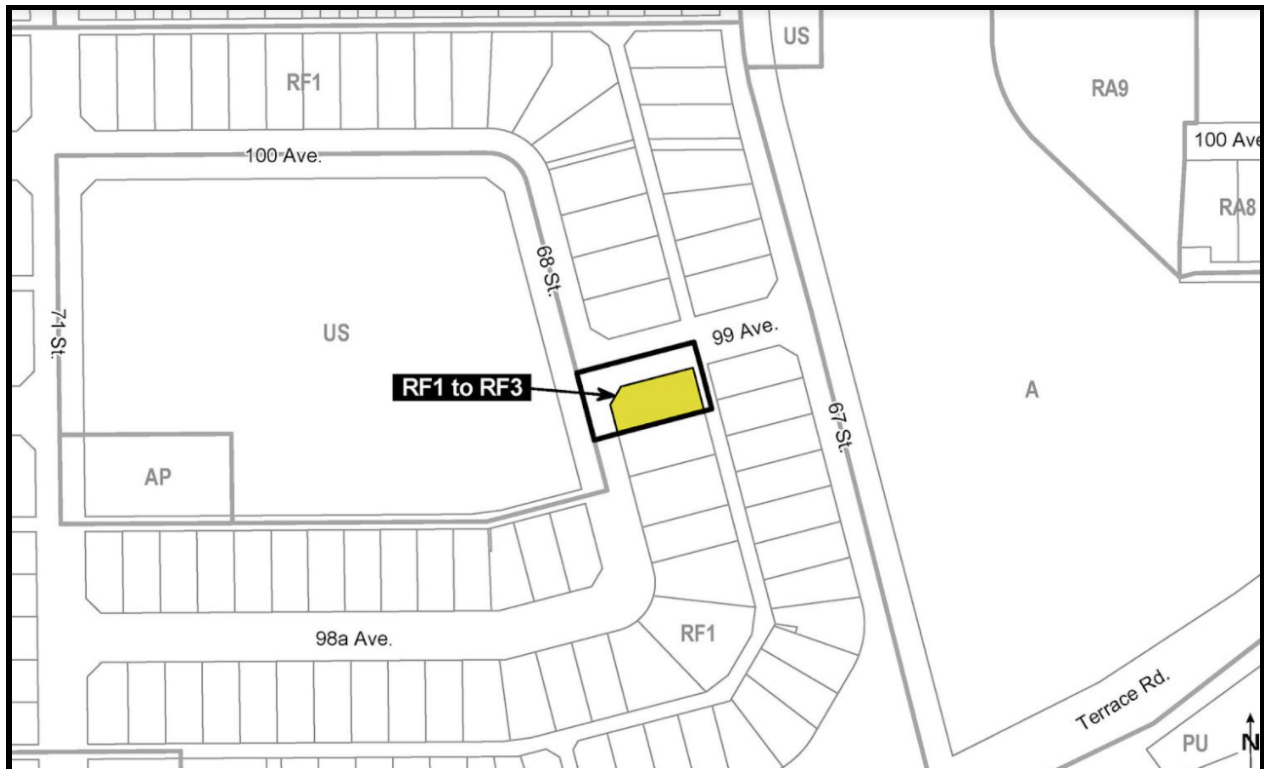 US
RF1
RA9
100 Ave
100 Ave.
RA8
68 St.
71 St.
US
99 Ave.
RF1 to RF3
A
67 St.
AP
98a Ave.
RF1
Terrace Rd.
PU
N